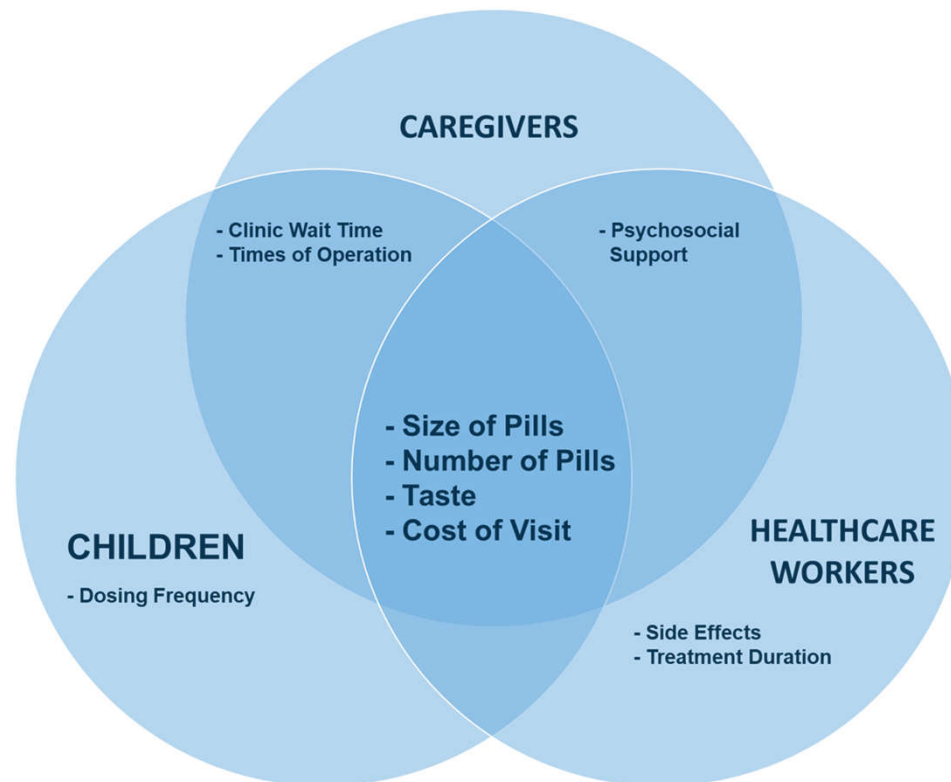 CAREGIVERS
- Clinic Wait Time
- Times of Operation
- Psychosocial
Support
- Size of Pills
- Number of Pills
- Taste
- Cost of Visit
CHILDREN
- Dosing Frequency
HEALTHCARE
WORKERS
- Side Effects
- Treatment Duration